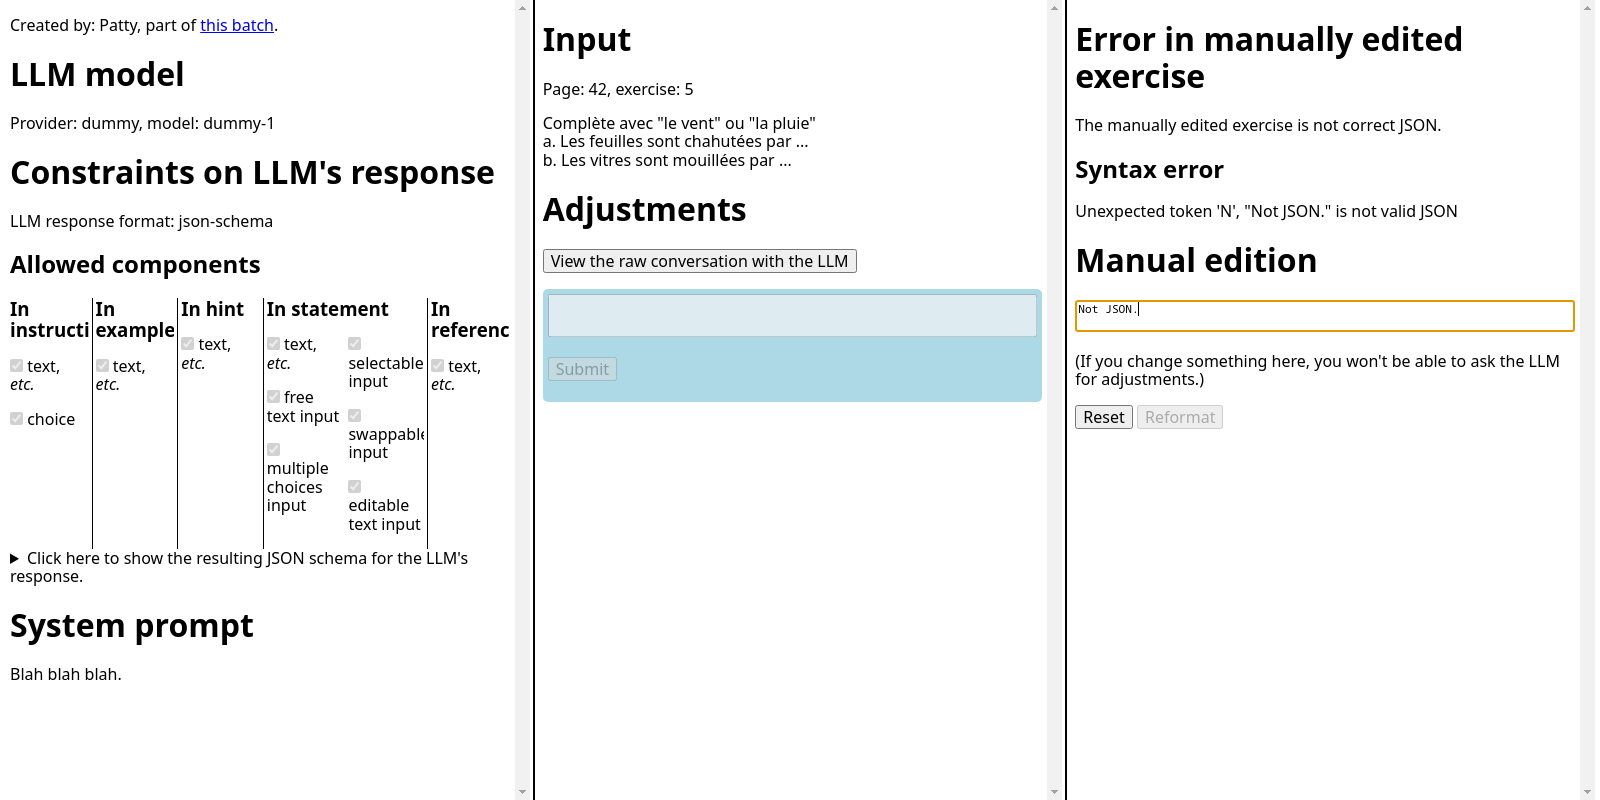 Created by: Patty, part of this batch.
LLM model
Provider: dummy, model: dummy-1
Constraints on LLM's response
LLM response format: json-schema
Allowed components
In
instructi
text,
etc.
choice
In
example
text,
etc.
In hint
text,
etc.
In statement
text,
etc.
free
text input
multiple
choices
input
selectable
input
swappable
input
editable
text input
In
referenc
text,
etc.
Click here to show the resulting JSON schema for the LLM's
response.
System prompt
Blah blah blah.
Input
Page: 42, exercise: 5
Complète avec "le vent" ou "la pluie"
a. Les feuilles sont chahutées par ...
b. Les vitres sont mouillées par ...
Adjustments
View the raw conversation with the LLM
Submit
Error in manually edited
exercise
The manually edited exercise is not correct JSON.
Syntax error
Unexpected token 'N', "Not JSON." is not valid JSON
Manual edition
Not JSON.
(If you change something here, you won't be able to ask the LLM
for adjustments.)
Reset Reformat